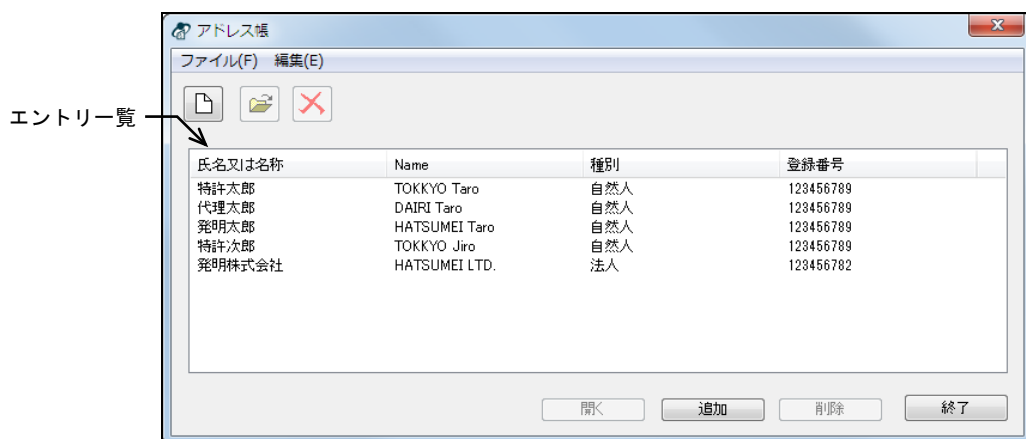 アドレス帳
ファイル(F) 編集(E)
エントリ一覧
氏名又は名称 Name 種別 登録番号
特許太郎 TOKKYO Taro 自然人 123456789
代理太郎 DAIRI Taro 自然人 123456789
発明太郎 HATSUMEI Taro 自然人 123456789
特許次郎 TOKKYO Jiro 自然人 123456789
発明株式会社 HATSUMEI LTD. 法人 123456782
開く 追加 削除 終了